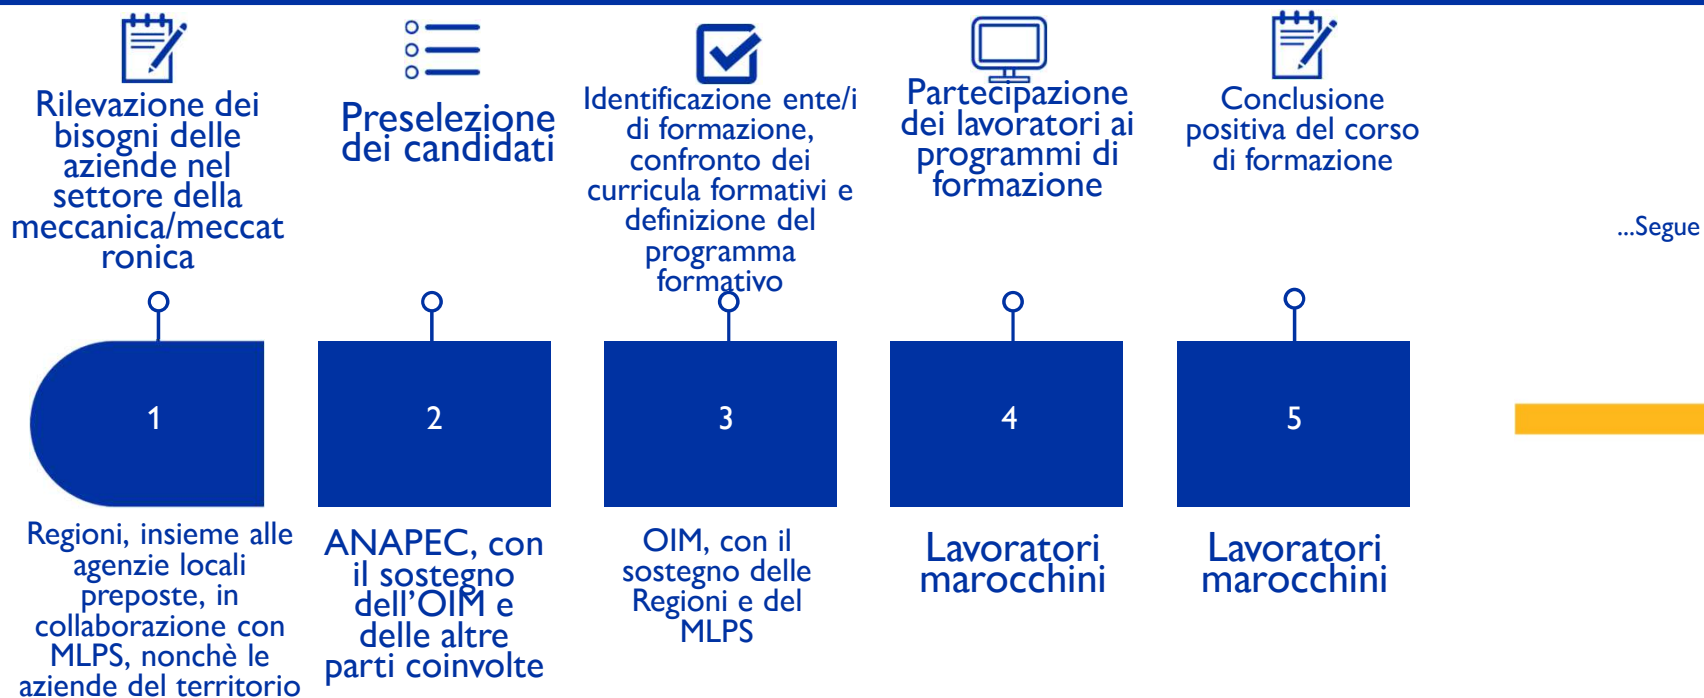 Rilevazione dei
bisogni delle
aziende nel
settore della
meccanica/meccat
ronica
Preselezione
dei candidati
Identificazione ente/i
di formazione,
confronto dei
curricula formativi e
definizione del
programma
formativo
Partecipazione
dei lavoratori ai
programmi di
formazione
Conclusione
positiva del corso
di formazione
...Segue
1
2
3
4
5
Regioni, insieme alle
agenzie locali
preposte, in
collaborazione con
MLPS, nonchè le
aziende del territorio
ANAPEC, con
il sostegno
dell’OIM e
delle altre
parti coinvolte
OIM, con il
sostegno delle
Regioni e del
MLPS
Lavoratori
marocchini
Lavoratori
marocchini